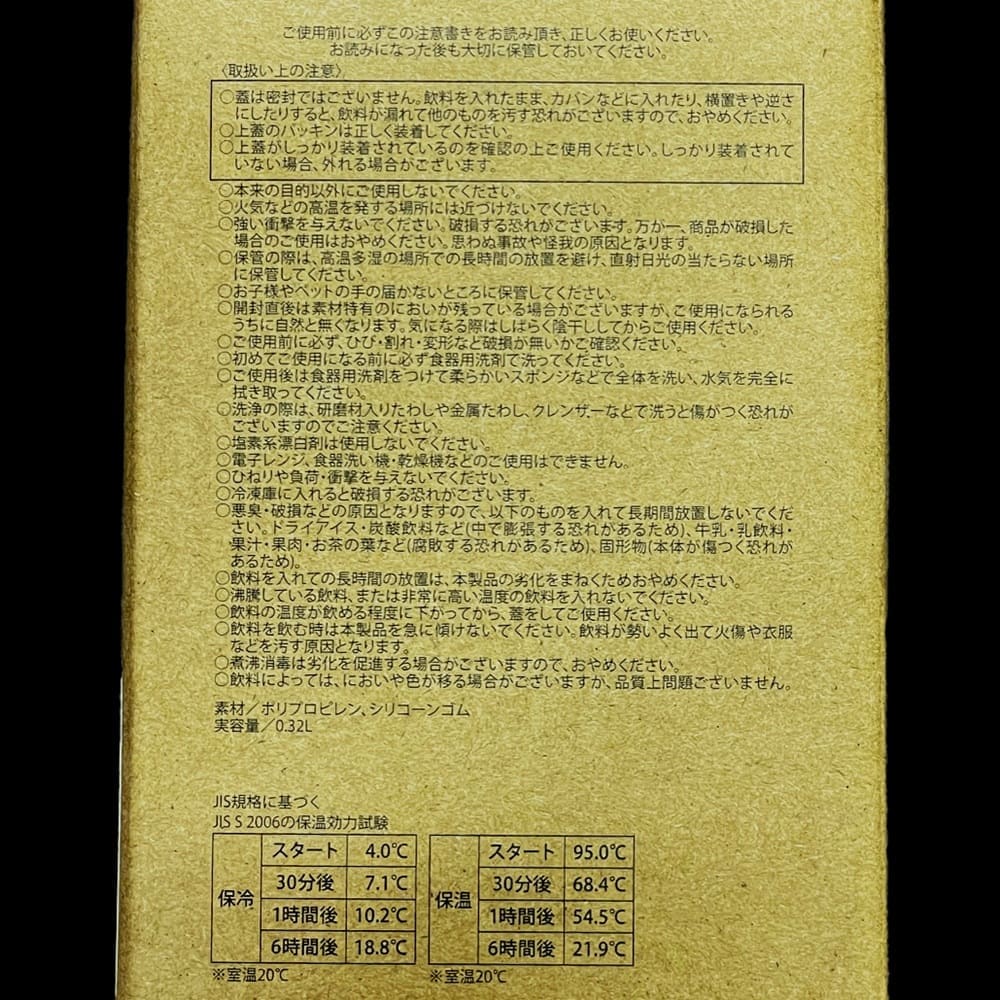 ご使用前に必ずこの注意書きをお読み頂き、正しくお使いください。
お読みになった後も大切に保管しておいてください。
〈取扱い上の注意〉
○蓋は密封ではございません。飲料を入れたまま、カバンなどに入れたり、横置きや逆さ
にしたりすると、飲料が漏れて他のものを汚す恐れがございますので、おやめください。
○上蓋のパッキンは正しく装着してください。
○上蓋がしっかり装着されているのを確認の上ご使用ください。しっかり装着されて
いない場合、外れる場合がございます。
○本来の目的以外にご使用しないでください。
○火気などの高温を発する場所には近づけないでください。
○強い衝撃を与えないでください。破損する恐れがございます。万が一、商品が破損した
場合のご使用はおやめください。思わぬ事故や怪我の原因となります。
○保管の際は、高温多湿の場所での長時間の放置を避け、直射日光の当たらない場所
に保管してください。
○お子様やペットの手の届かないところに保管してください。
○開封直後は素材特有のにおいが残っている場合がございますが、ご使用になられる
うちに自然と無くなります。気になる際はしばらく陰干ししてからご使用ください。
○ご使用前に必ず、ひび・割れ・変形など破損が無いかご確認ください。
○初めてご使用になる前に必ず食器用洗剤で洗ってください。
○ご使用後は食器用洗剤をつけて柔らかいスポンジなどで全体を洗い、水気を完全に
拭き取ってください。
○洗浄の際は、研磨材入りたわしや金属たわし、クレンザーなどで洗うと傷がつく恐れが
ございますのでご注意ください。
○塩素系漂白剤は使用しないでください。
○電子レンジ、食器洗い機・乾燥機などのご使用はできません。
○ひねりや負荷・衝撃を与えないでください。
○冷凍庫に入れると破損する恐れがございます。
○悪臭・破損などの原因となりますので、以下のものを入れて長期間放置しないでくだ
さい。ドライアイス・炭酸飲料など(中で膨張する恐れがあるため)、牛乳・乳飲料・
果汁・果肉・お茶の葉など(腐敗する恐れがあるため)、固形物(本体が傷つく恐れが
あるため)。
○飲料を入れての長時間の放置は、本製品の劣化をまねくためおやめください。
○沸騰している飲料、または非常に高い温度の飲料を入れないでください。
○飲料の温度が飲める程度に下がってから、蓋をしてご使用ください。
○飲料を飲む時は本製品を急に傾けないでください。飲料が勢いよく出て火傷や衣服
などを汚す原因となります。
○煮沸消毒は劣化を促進する場合がございますので、おやめください。
○飲料によっては、においや色が移る場合がございますが、品質上問題ございません。
素材／ポリプロピレン、シリコーンゴム
実容量／0.32L
JIS規格に基づく
JIS S 2006の保温効力試験
保冷
スタート 4.0℃
30分後 7.1℃
1時間後 10.2℃
6時間後 18.8℃
※室温20℃
保温
スタート 95.0℃
30分後 68.4℃
1時間後 54.5℃
6時間後 21.9℃
※室温20℃